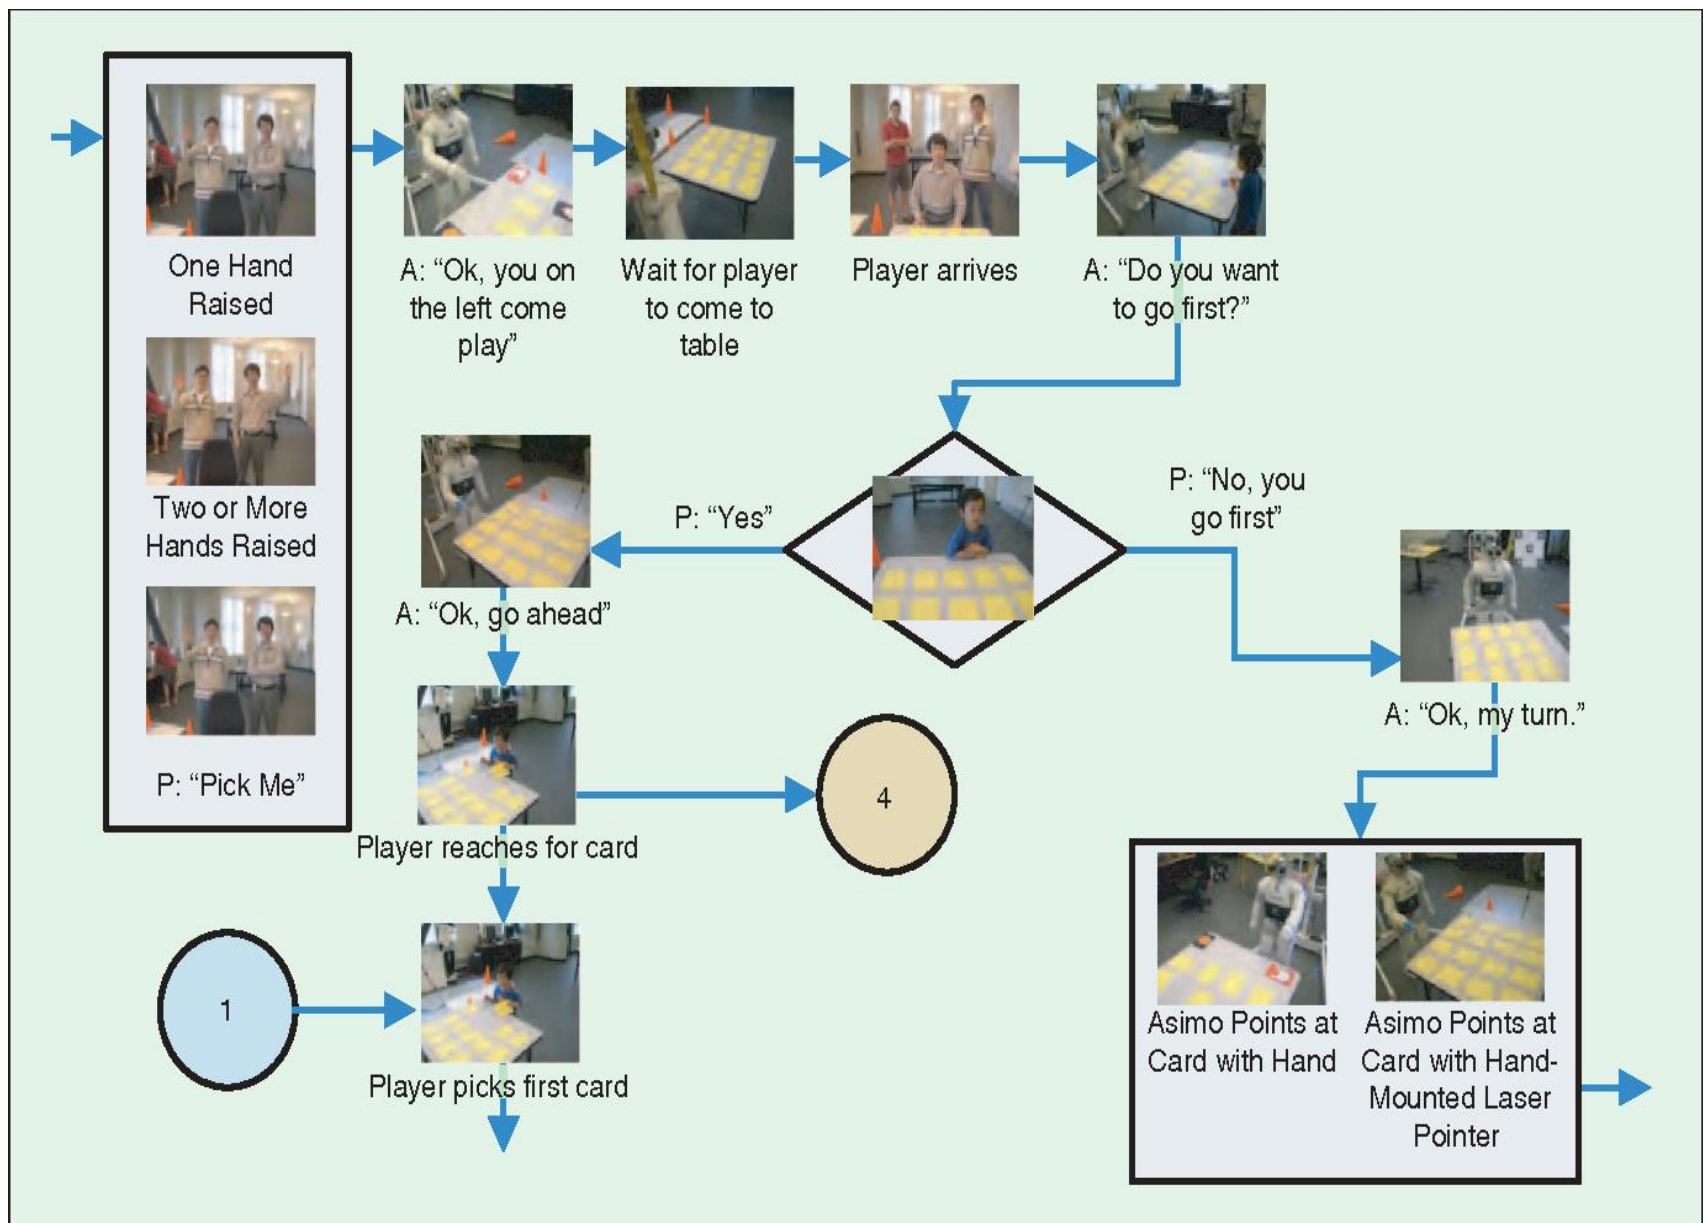 One Hand
Raised
Two or More
Hands Raised
P: “Pick Me”
A: “Ok, you on
the left come
play”
Wait for player
to come to
table
Player arrives
A: “Do you want
to go first?”
P: “Yes”
P: “No, you
go first”
A: “Ok, go ahead”
A: “Ok, my turn.”
Player reaches for card
4
1
Player picks first card
Asimo Points at
Card with Hand
Asimo Points at
Card with Hand-
Mounted Laser
Pointer